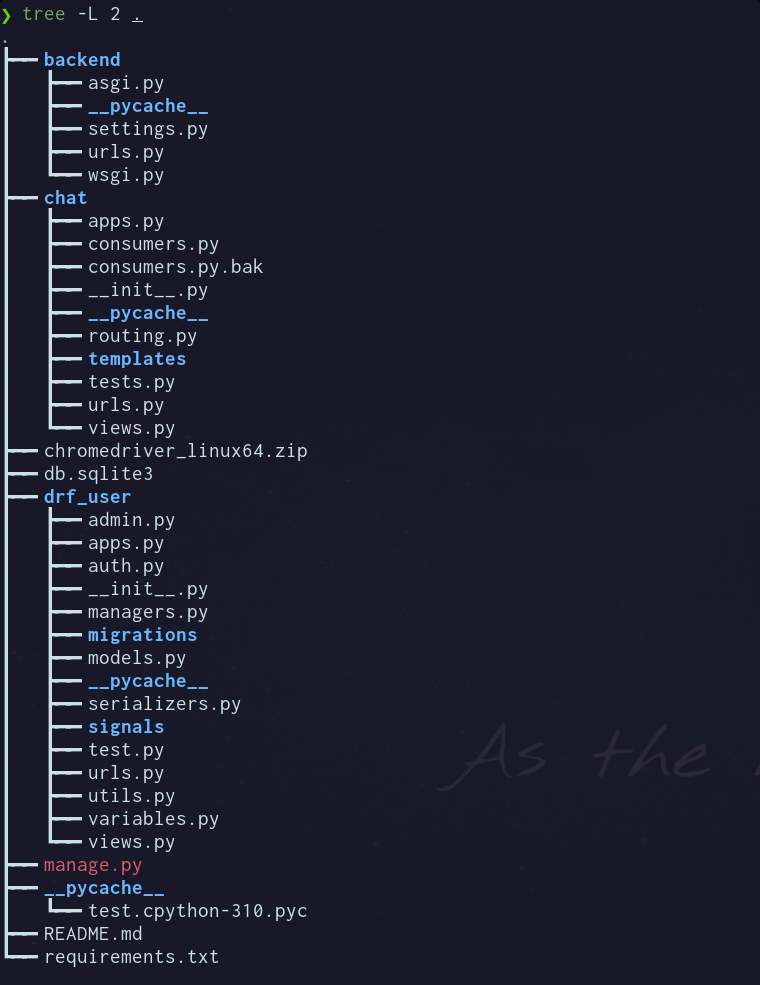 ❯ tree -L 2 .
.
├── backend
│   ├── asgi.py
│   ├── __pycache__
│   ├── settings.py
│   ├── urls.py
│   └── wsgi.py
├── chat
│   ├── apps.py
│   ├── consumers.py
│   ├── consumers.py.bak
│   ├── __init__.py
│   ├── __pycache__
│   ├── routing.py
│   ├── templates
│   ├── tests.py
│   ├── urls.py
│   └── views.py
├── chromedriver_linux64.zip
├── db.sqlite3
├── drf_user
│   ├── admin.py
│   ├── apps.py
│   ├── auth.py
│   ├── __init__.py
│   ├── managers.py
│   ├── migrations
│   ├── models.py
│   ├── __pycache__
│   ├── serializers.py
│   ├── signals
│   ├── test.py
│   ├── urls.py
│   ├── utils.py
│   ├── variables.py
│   └── views.py
├── manage.py
├── __pycache__
│   └── test.cpython-310.pyc
├── README.md
└── requirements.txt
As the